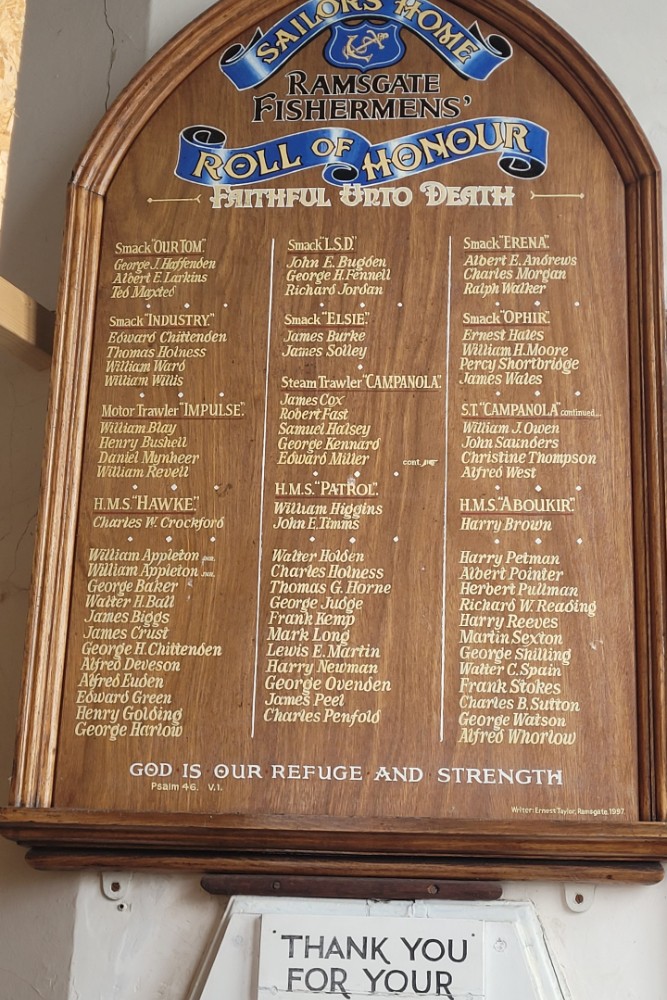 SAILORS HOME
RAMSGATE
FISHERMENS'
ROLL OF HONOUR
FAITHFUL UNTO DEATH
Smack "OUR TOM".
George J. Haffenden
Albert E. Larkins
Ted Maxted
Smack "INDUSTRY."
Edward Chittenden
Thomas Holness
William Ward
William Willis
Motor Trawler "IMPULSE".
William Blay
Henry Bushell
Daniel Mynheer
William Revell
H.M.S. "HAWKE".
Charles W. Crockford
William Appleton snr.
William Appleton jnr.
George Baker
Walter H. Ball
James Biggs
James Crust
George H. Chittenden
Alfred Deveson
Alfred Euden
Edward Green
Henry Golding
George Harlow
Smack "L.S.D."
John E. Bugden
George H. Fennell
Richard Jordan
Smack "ELSIE".
James Burke
James Solley
Steam Trawler "CAMPANOLA".
James Cox
Robert Fast
Samuel Halsey
George Kennard
Edward Miller
cont.
H.M.S. "PATROL".
William Higgins
John E. Timms
Walter Holden
Charles Holness
Thomas G. Horne
George Judge
Frank Kemp
Mark Long
Lewis E. Martin
Harry Newman
George Ovenden
James Peel
Charles Penfold
Smack "ERENA".
Albert E. Andrews
Charles Morgan
Ralph Walker
Smack "OPHIR".
Ernest Hales
William H. Moore
Percy Shortbridge
James Wales
S.T. "CAMPANOLA" continued...
William J. Owen
John Saunders
Christine Thompson
Alfred West
H.M.S. "ABOUKIR".
Harry Brown
Harry Petman
Albert Pointer
Herbert Pullman
Richard W. Reading
Harry Reeves
Martin Sexton
George Shilling
Walter C. Spain
Frank Stokes
Charles B. Sutton
George Watson
Alfred Whorlow
GOD IS OUR REFUGE AND STRENGTH
Psalm 46. V.1.
Writer: Ernest Taylor, Ramsgate, 1997.
THANK YOU
FOR YOUR